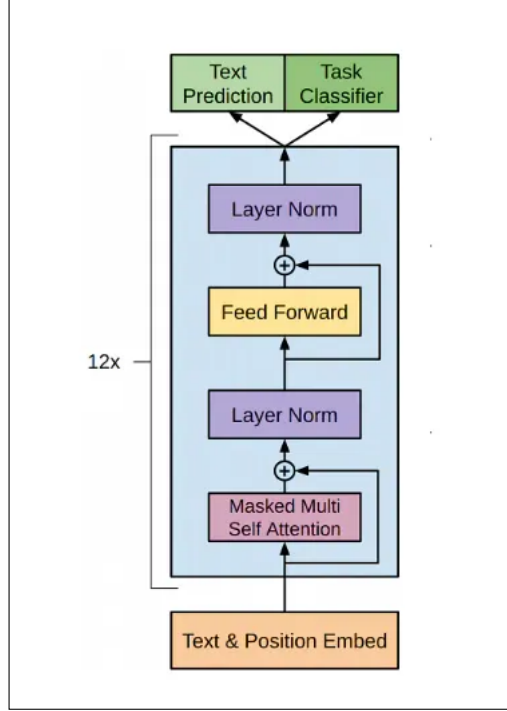 Text
Prediction
Task
Classifier
Layer Norm
Feed Forward
12x
Layer Norm
Masked Multi
Self Attention
Text & Position Embed